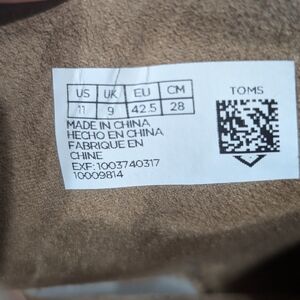 US UK EU CM
11 9 42.5 28
TOMS
MADE IN CHINA
HECHO EN CHINA
FABRIQUE EN
CHINE
EXF: 1003740317
10009814